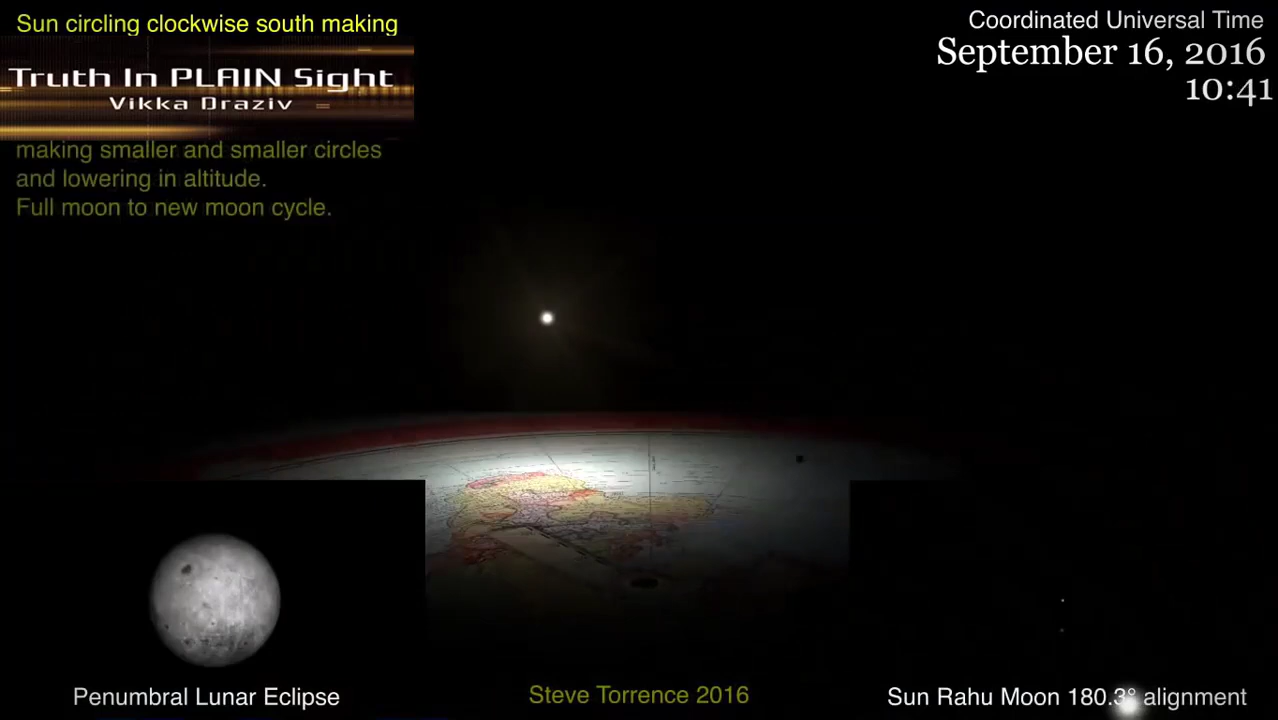 Sun circling clockwise south making
Truth In PLAIN Sight
Vikka Draziv
making smaller and smaller circles
and lowering in altitude.
Full moon to new moon cycle.
Coordinated Universal Time
September 16, 2016
10:41
Penumbral Lunar Eclipse
Steve Torrence 2016
Sun Rahu Moon 180.3° alignment